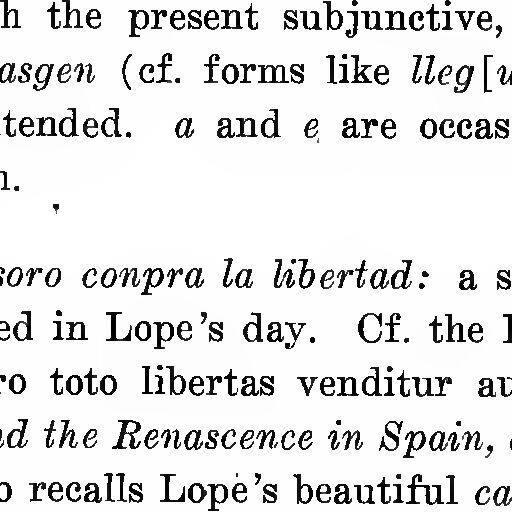 h the present subjunctive,
asgen (cf. forms like lleg[u
tended. a and e are occas
n.
soro conpra la libertad: a s
ed in Lope's day. Cf. the
ro toto libertas venditur au
nd the Renascence in Spain,
o recalls Lope's beautiful ca